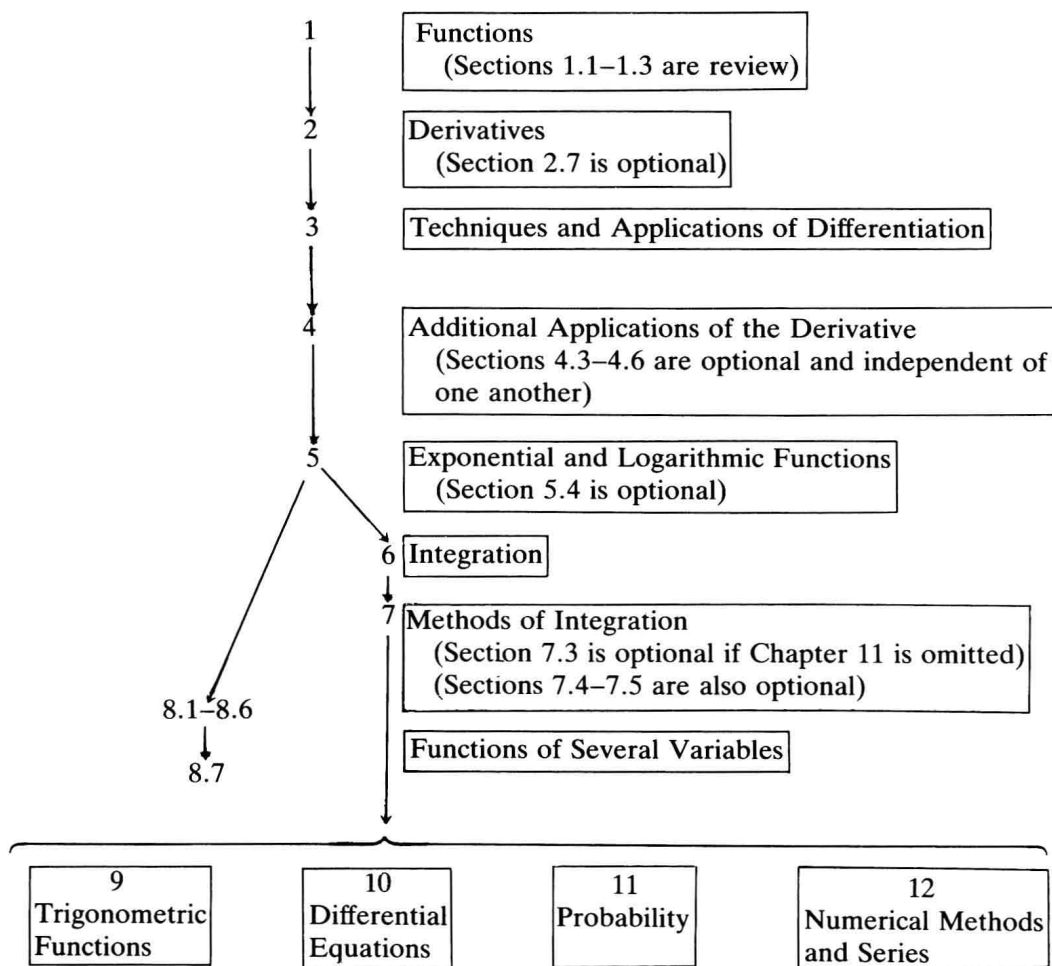 1
Functions
(Sections 1.1–1.3 are review)
2
Derivatives
(Section 2.7 is optional)
3
Techniques and Applications of Differentiation
4
Additional Applications of the Derivative
(Sections 4.3–4.6 are optional and independent of
one another)
5
Exponential and Logarithmic Functions
(Section 5.4 is optional)
6
Integration
7
Methods of Integration
(Section 7.3 is optional if Chapter 11 is omitted)
(Sections 7.4–7.5 are also optional)
8.1–8.6
Functions of Several Variables
8.7
9
Trigonometric
Functions
10
Differential
Equations
11
Probability
12
Numerical Methods
and Series